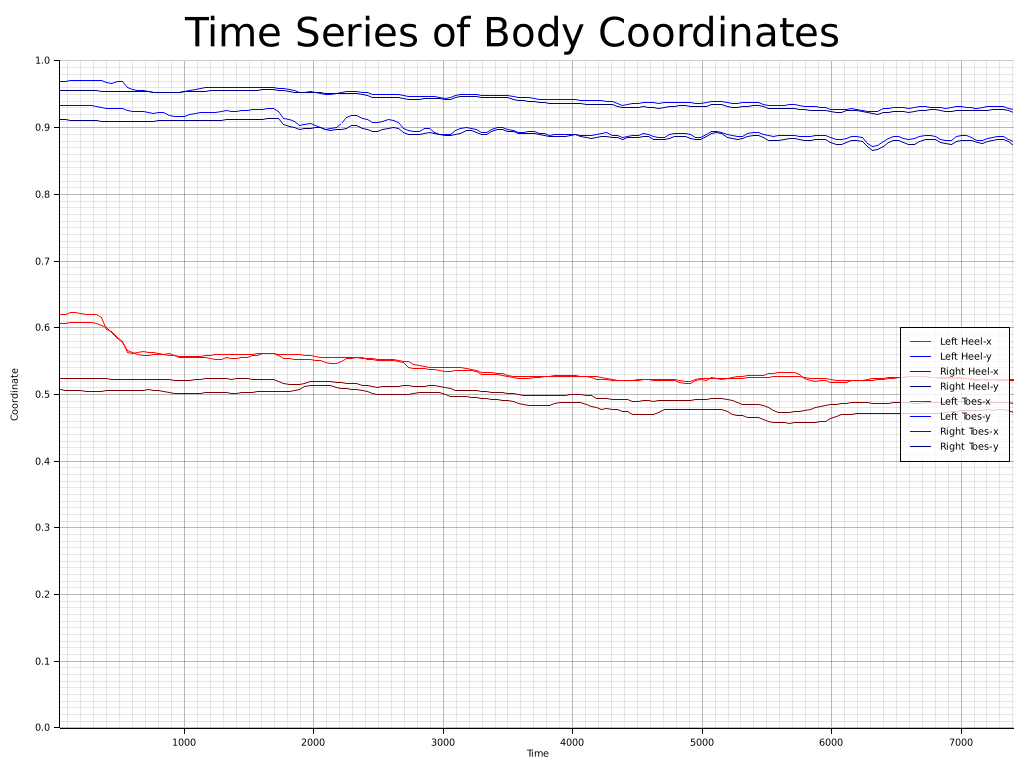 Time Series of Body Coordinates
1.0
0.9
0.8
0.7
0.6
0.5
0.4
0.3
0.2
0.1
0.0
Coordinate
1000 2000 3000 4000 5000 6000 7000
Time
Left Heel-x
Left Heel-y
Right Heel-x
Right Heel-y
Left Toes-x
Left Toes-y
Right Toes-x
Right Toes-y